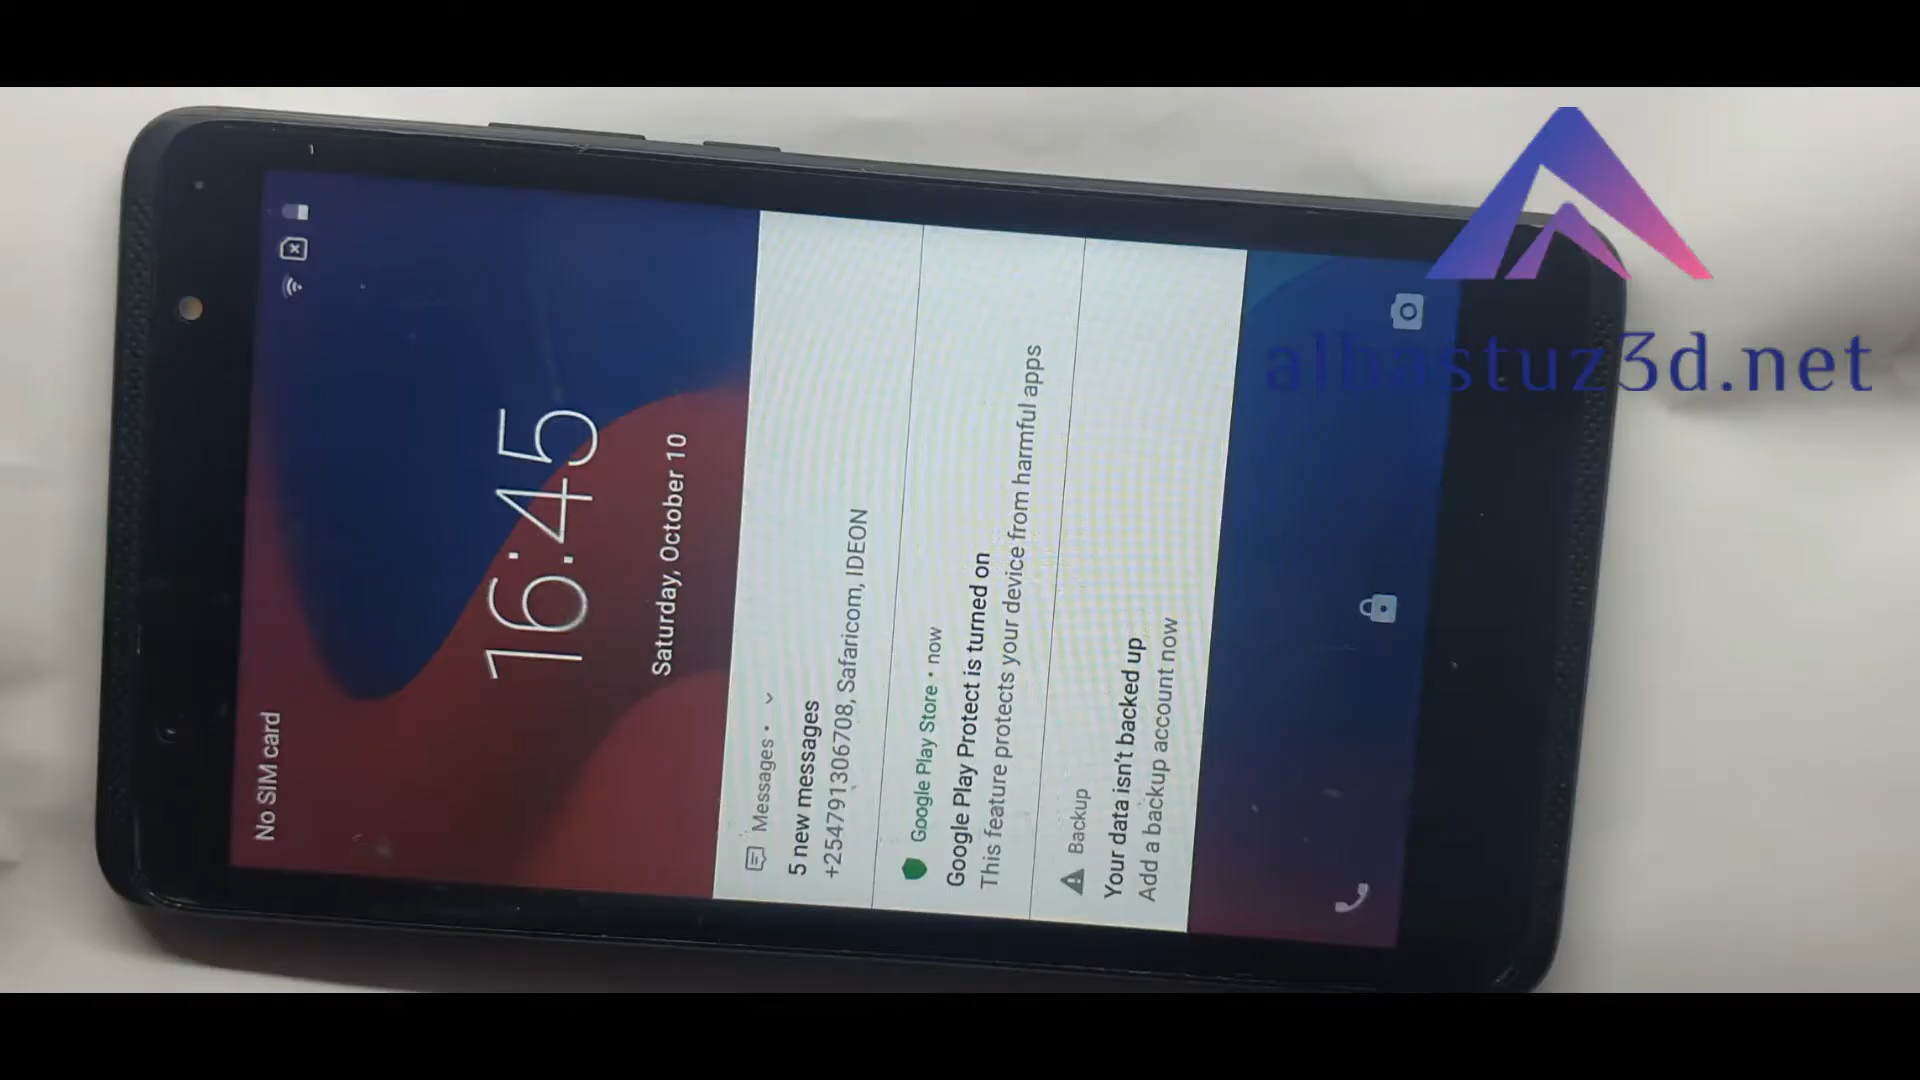 No SIM card
16:45
Saturday, October 10
Messages •
5 new messages
+254791306708, Safaricom, IDEON
Google Play Store • now
Google Play Protect is turned on
This feature protects your device from harmful apps
Backup
Your data isn't backed up
Add a backup account now
albastuz3d.net